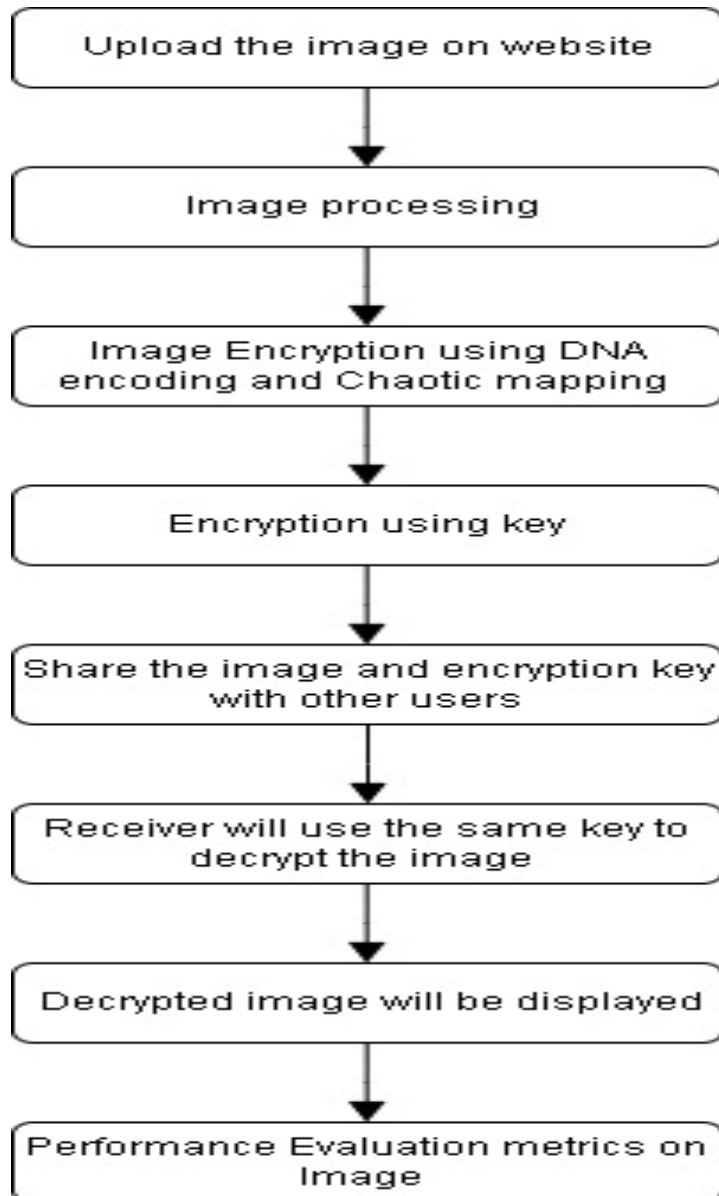 Upload the image on website
Image processing
Image Encryption using DNA
encoding and Chaotic mapping
Encryption using key
Share the image and encryption key
with other users
Receiver will use the same key to
decrypt the image
Decrypted image will be displayed
Performance Evaluation metrics on
Image